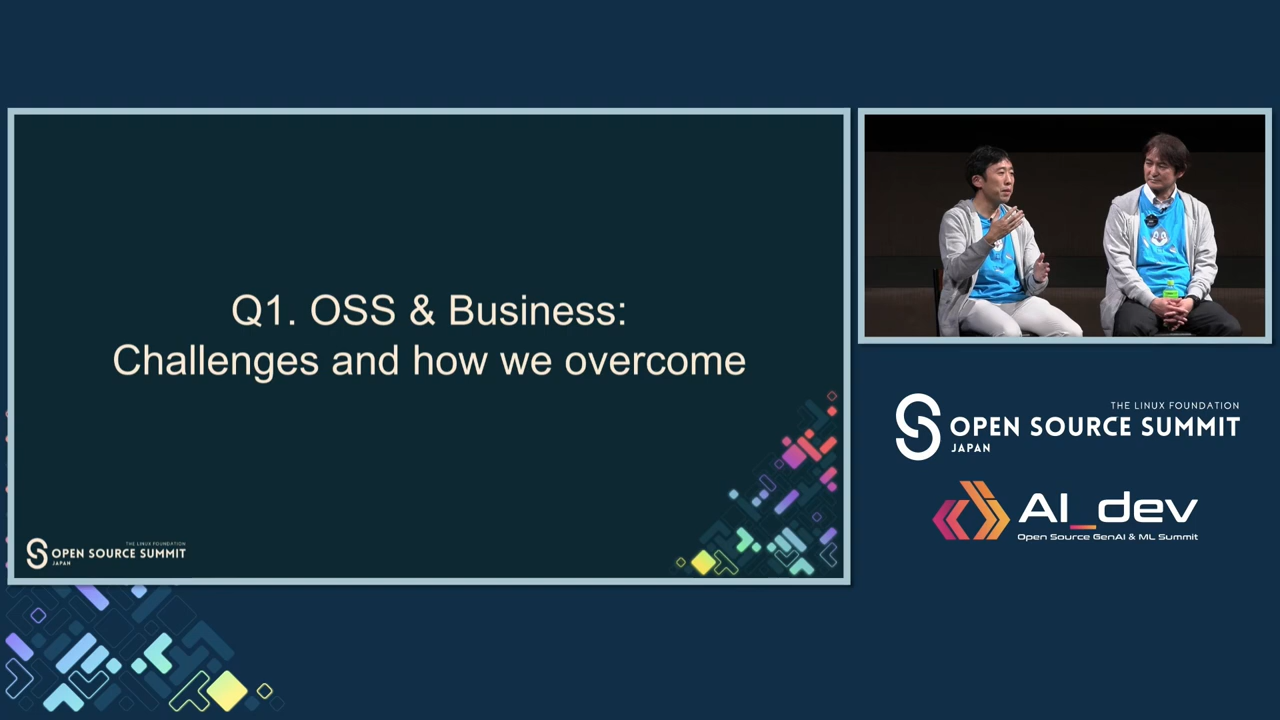 Q1. OSS & Business:
Challenges and how we overcome
THE LINUX FOUNDATION
OPEN SOURCE SUMMIT
JAPAN
THE LINUX FOUNDATION
OPEN SOURCE SUMMIT
JAPAN
AI_dev
Open Source GenAI & ML Summit